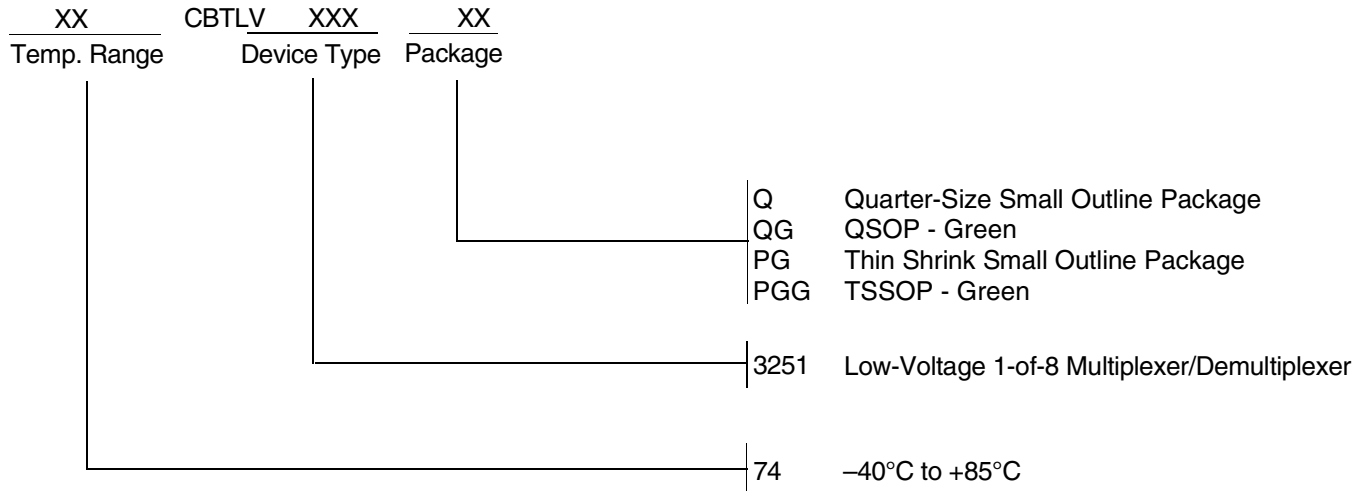 XX CBTLV XXX XX
Temp. Range Device Type Package
Q Quarter-Size Small Outline Package
QG QSOP - Green
PG Thin Shrink Small Outline Package
PGG TSSOP - Green
3251 Low-Voltage 1-of-8 Multiplexer/Demultiplexer
74 –40°C to +85°C